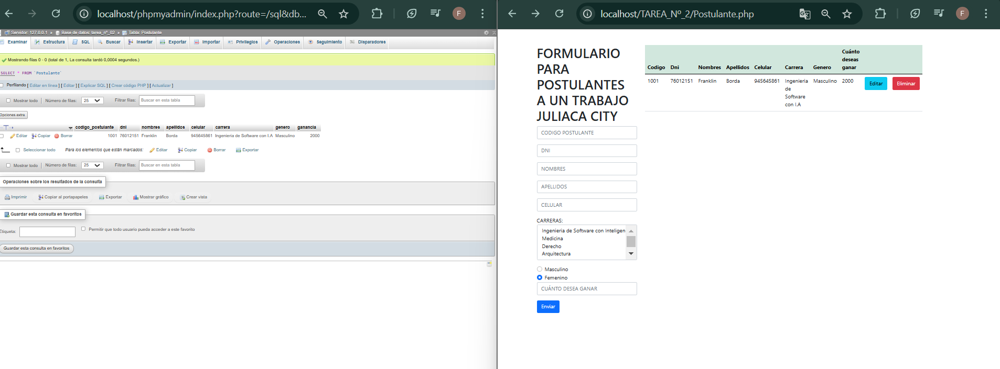 localhost/phpmyadmin/index.php?route=/sql&db...
F
Servidor: 127.0.0.1 » Base de datos: tarea_nº_02 » Tabla: Postulante
Examinar Estructura SQL Buscar Insertar Exportar Importar Privilegios Operaciones Seguimiento Disparadores
Mostrando filas 0 - 0 (total de 1, La consulta tardó 0,0004 segundos.)
SELECT * FROM `Postulante`
Perfilando [ Editar en línea ] [ Editar ] [ Explicar SQL ] [ Crear código PHP ] [ Actualizar ]
Mostrar todo | Número de filas: 25 Filtrar filas: Buscar en esta tabla
Opciones extra
codigo_postulante dni nombres apellidos celular carrera genero ganancia
Editar Copiar Borrar 1001 76012151 Franklin Borda 945645861 Ingenieria de Software con I.A Masculino 2000
Seleccionar todo Para los elementos que están marcados: Editar Copiar Borrar Exportar
Mostrar todo | Número de filas: 25 Filtrar filas: Buscar en esta tabla
Operaciones sobre los resultados de la consulta
Imprimir Copiar al portapapeles Exportar Mostrar gráfico Crear vista
Guardar esta consulta en favoritos
Etiqueta: Permitir que todo usuario pueda acceder a este favorito
Guardar esta consulta en favoritos
localhost/TAREA_Nº_2/Postulante.php
F
FORMULARIO
PARA
POSTULANTES
A UN TRABAJO
JULIACA CITY
CODIGO POSTULANTE
DNI
NOMBRES
APELLIDOS
CELULAR
CARRERAS:
Ingenieria de Software con Inteligen
Medicina
Derecho
Arquitectura
Masculino
Femenino
CUÁNTO DESEA GANAR
Enviar
Cuánto
deseas
Codigo Dni Nombres Apellidos Celular Carrera Genero ganar
1001 76012151 Franklin Borda 945645861 Ingenieria Masculino 2000 Editar Eliminar
de
Software
con I.A